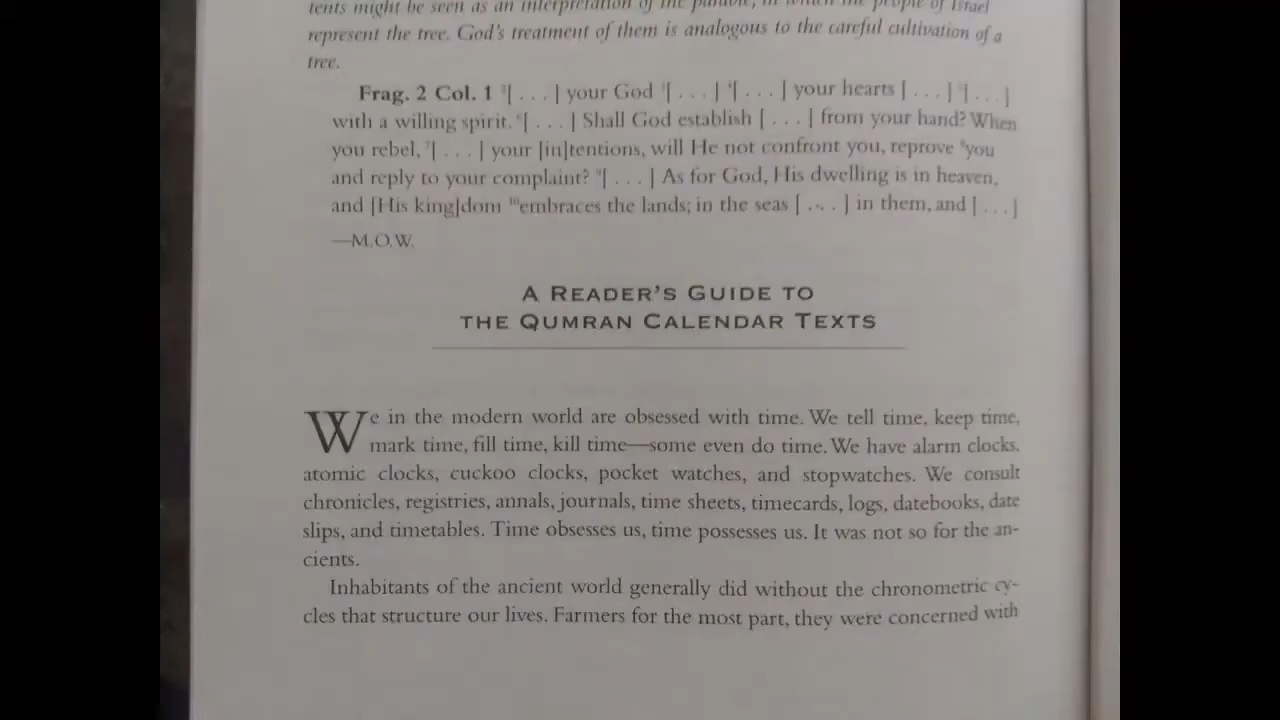 tents might be seen as an interpretation of the parable, in which the people of Israel
represent the tree. God's treatment of them is analogous to the careful cultivation of a
tree.
Frag. 2 Col. 1 [ . . . ] your God [ . . . ] [ . . . ] your hearts [ . . . ] [ . . . ]
with a willing spirit. [ . . . ] Shall God establish [ . . . ] from your hand? When
you rebel, [ . . . ] your [in]tentions, will He not confront you, reprove you
and reply to your complaint? [ . . . ] As for God, His dwelling is in heaven,
and [His king]dom ¹⁰embraces the lands; in the seas [ . . . ] in them, and [ . . . ]
—M.O.W.
A READER'S GUIDE TO
THE QUMRAN CALENDAR TEXTS
We in the modern world are obsessed with time. We tell time, keep time,
mark time, fill time, kill time—some even do time. We have alarm clocks,
atomic clocks, cuckoo clocks, pocket watches, and stopwatches. We consult
chronicles, registries, annals, journals, time sheets, timecards, logs, datebooks, date
slips, and timetables. Time obsesses us, time possesses us. It was not so for the an-
cients.
Inhabitants of the ancient world generally did without the chronometric cy-
cles that structure our lives. Farmers for the most part, they were concerned with